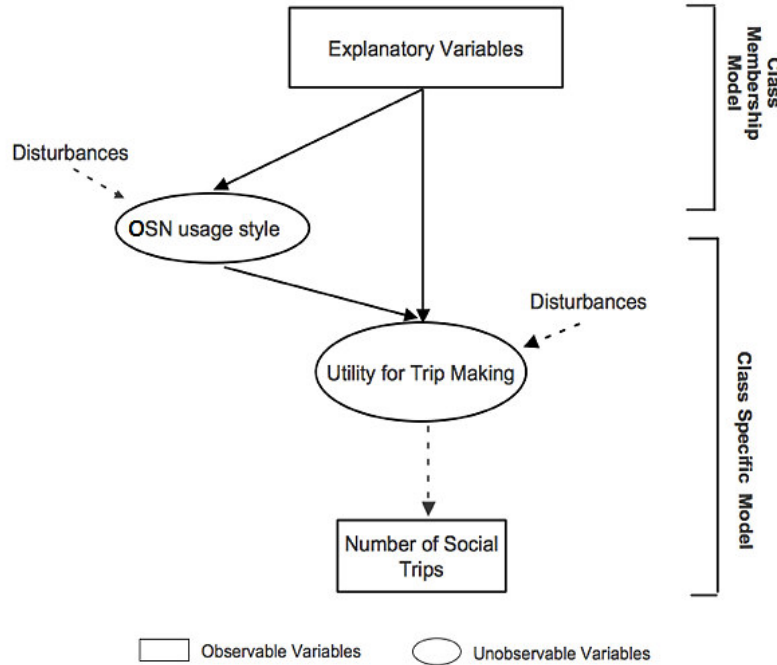 Explanatory Variables
Class
Membership
Model
Disturbances
OSN usage style
Disturbances
Utility for Trip Making
Class Specific Model
Number of Social
Trips
Observable Variables
Unobservable Variables